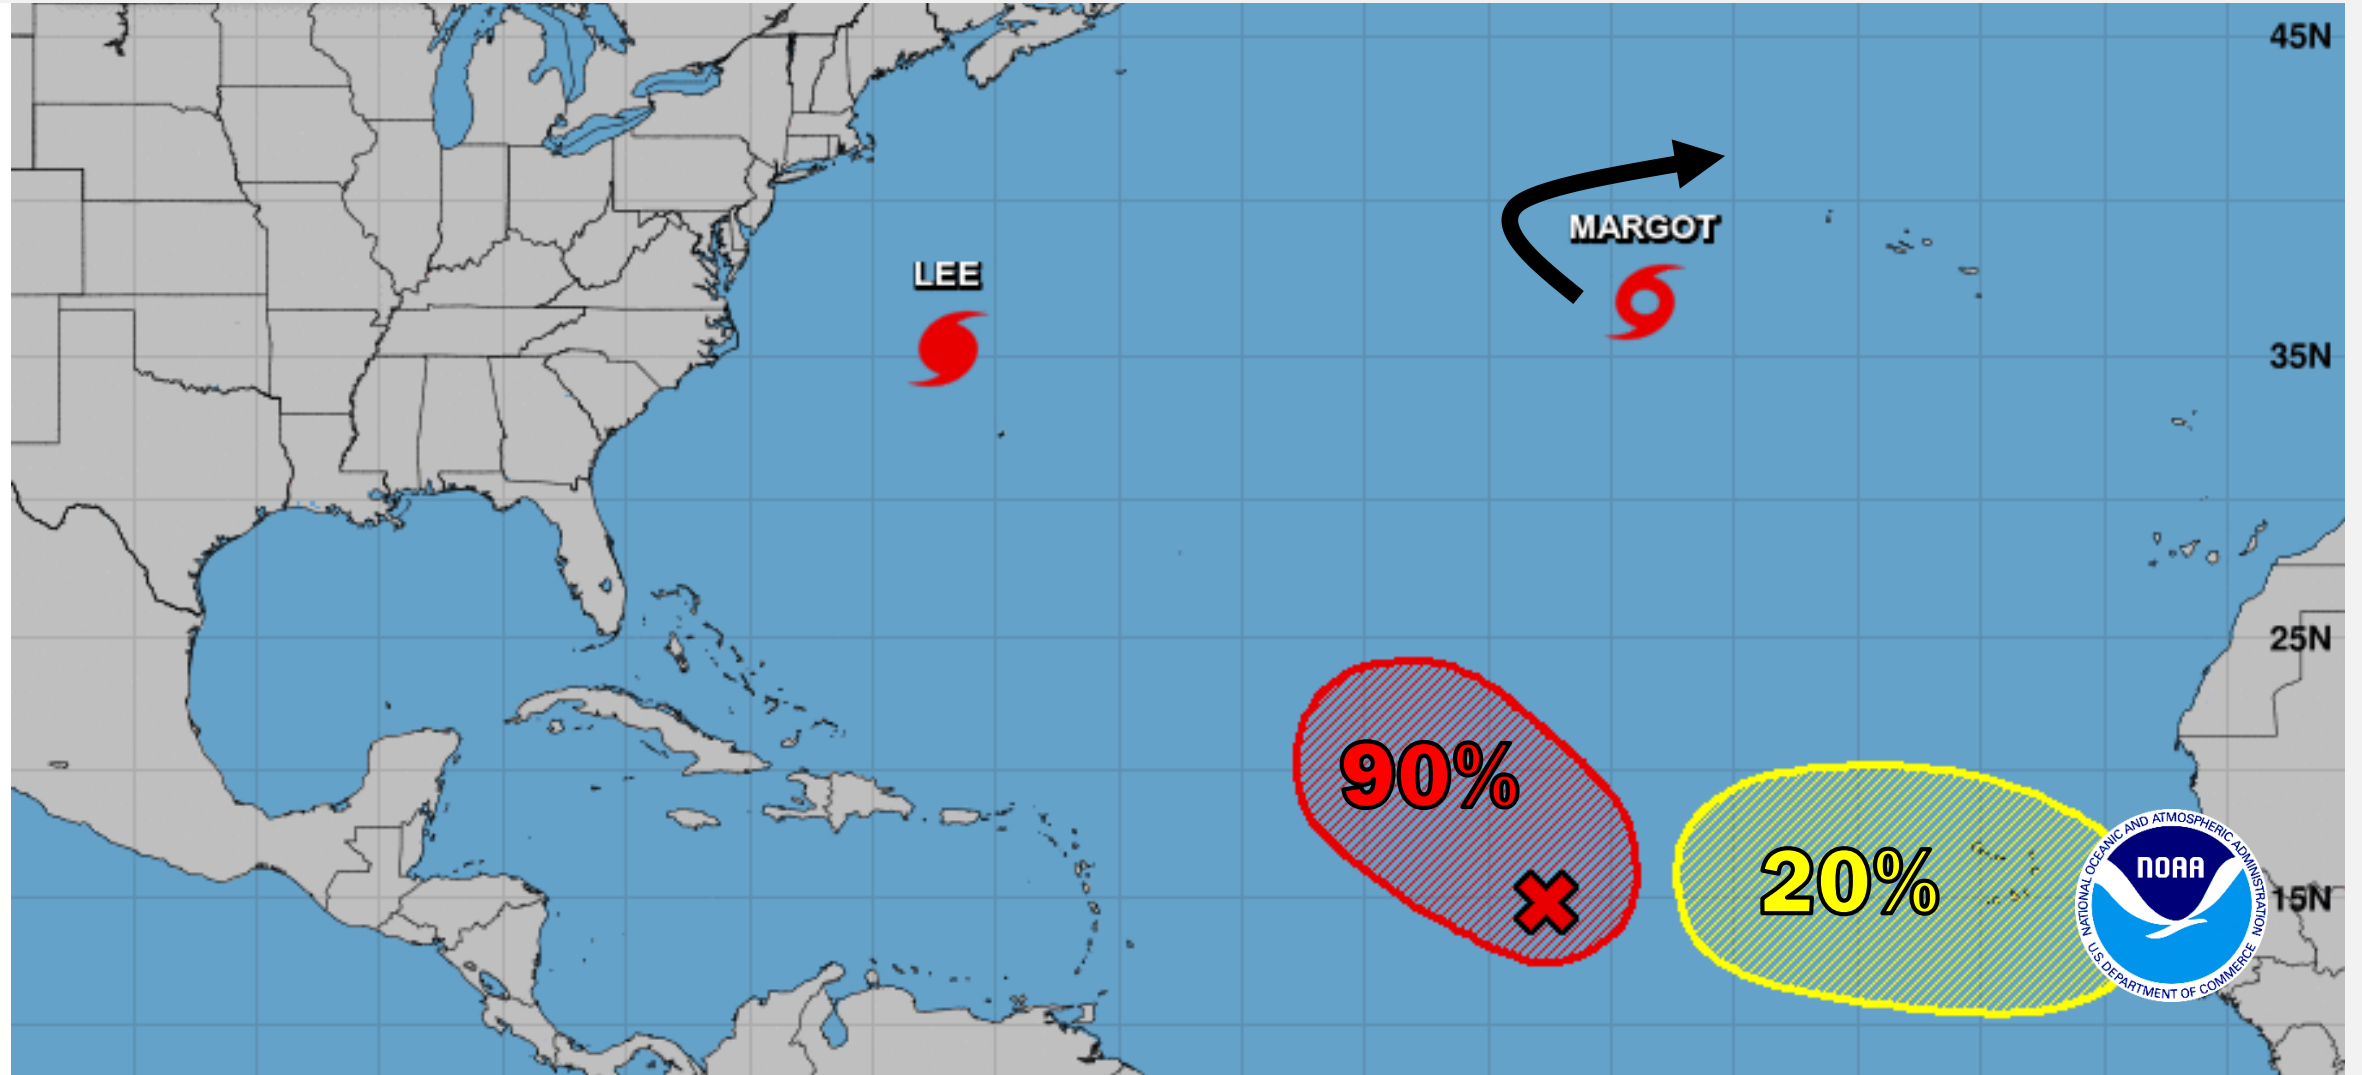 45N
MARGOT
LEE
35N
25N
90%
20%
15N
NATIONAL OCEANIC AND ATMOSPHERIC ADMINISTRATION
NOAA
U.S. DEPARTMENT OF COMMERCE